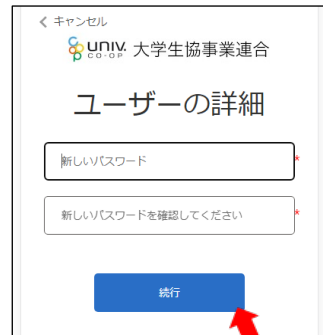 < キャンセル
univ. 大学生協事業連合
CO-OP
ユーザーの詳細
新しいパスワード *
新しいパスワードを確認してください *
続行